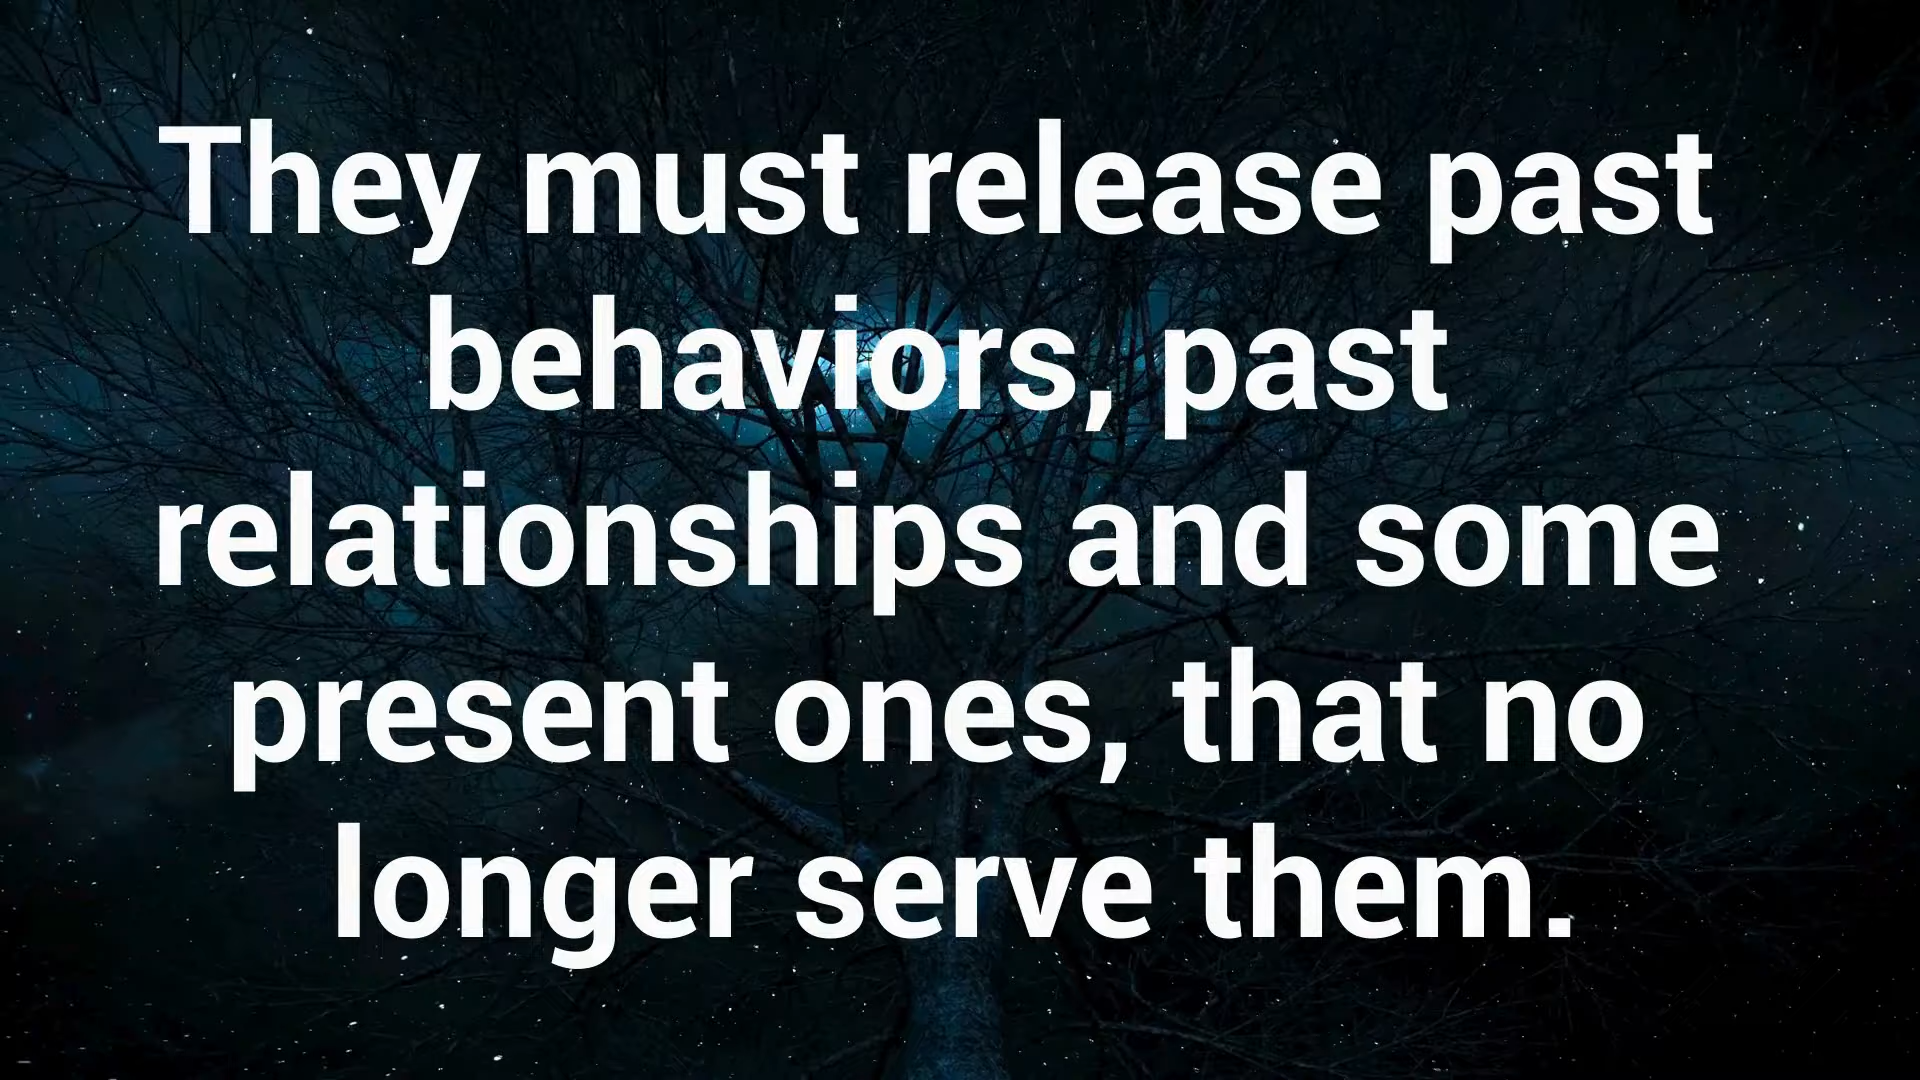 They must release past
behaviors, past
relationships and some
present ones, that no
longer serve them.